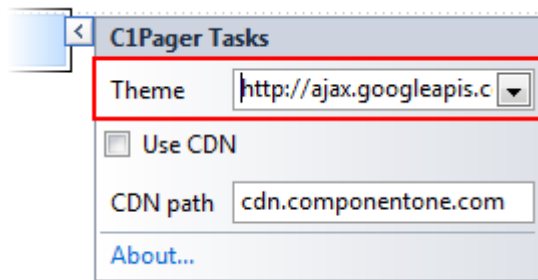 C1Pager Tasks
Theme http://ajax.googleapis.c
Use CDN
CDN path cdn.componentone.com
About...